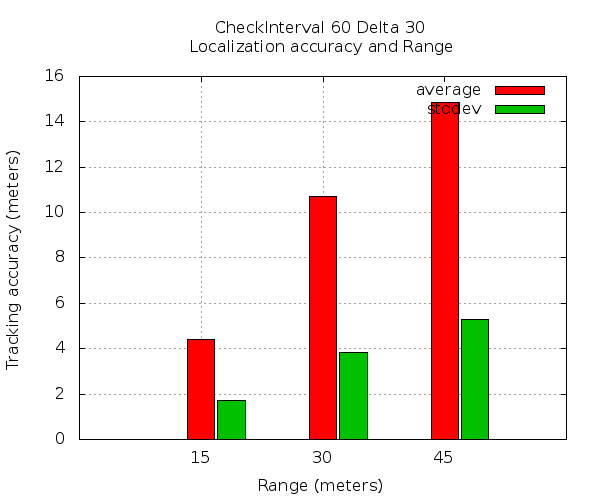 CheckInterval 60 Delta 30
Localization accuracy and Range
16
14
12
10
8
6
4
2
0
Tracking accuracy (meters)
average
stddev
15 30 45
Range (meters)